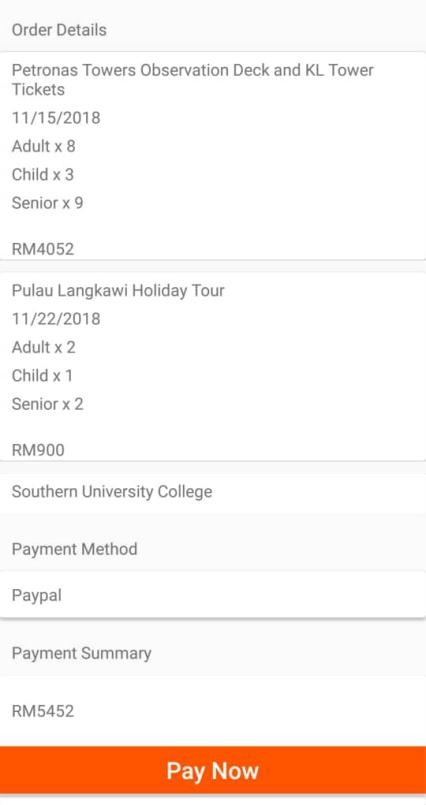 Order Details
Petronas Towers Observation Deck and KL Tower
Tickets
11/15/2018
Adult x 8
Child x 3
Senior x 9
RM4052
Pulau Langkawi Holiday Tour
11/22/2018
Adult x 2
Child x 1
Senior x 2
RM900
Southern University College
Payment Method
Paypal
Payment Summary
RM5452
Pay Now